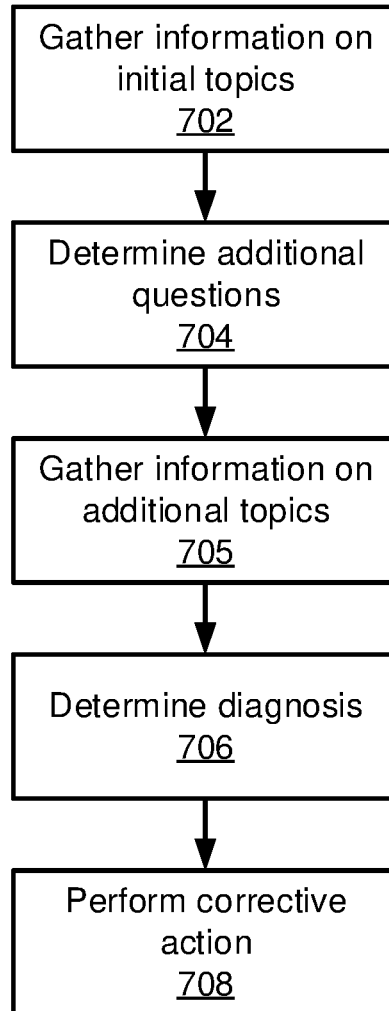 Gather information on
initial topics
702
Determine additional
questions
704
Gather information on
additional topics
705
Determine diagnosis
706
Perform corrective
action
708